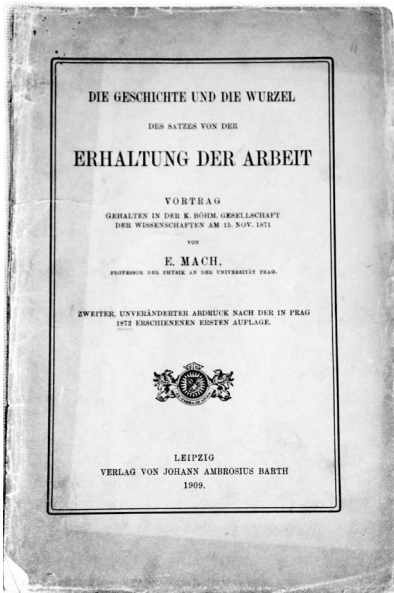 DIE GESCHICHTE UND DIE WURZEL
DES SATZES VON DER
ERHALTUNG DER ARBEIT
VORTRAG
GEHALTEN IN DER K. BÖHM. GESELLSCHAFT
DER WISSENSCHAFTEN AM 15. NOV. 1871
VON
E. MACH.
PROFESSOR DER PHYSIK AN DER UNIVERSITÄT PRAG.
ZWEITER, UNVERÄNDERTER ABDRUCK NACH DER IN PRAG
1872 ERSCHIENENEN ERSTEN AUFLAGE.
LEIPZIG
VERLAG VON JOHANN AMBROSIUS BARTH
1909.